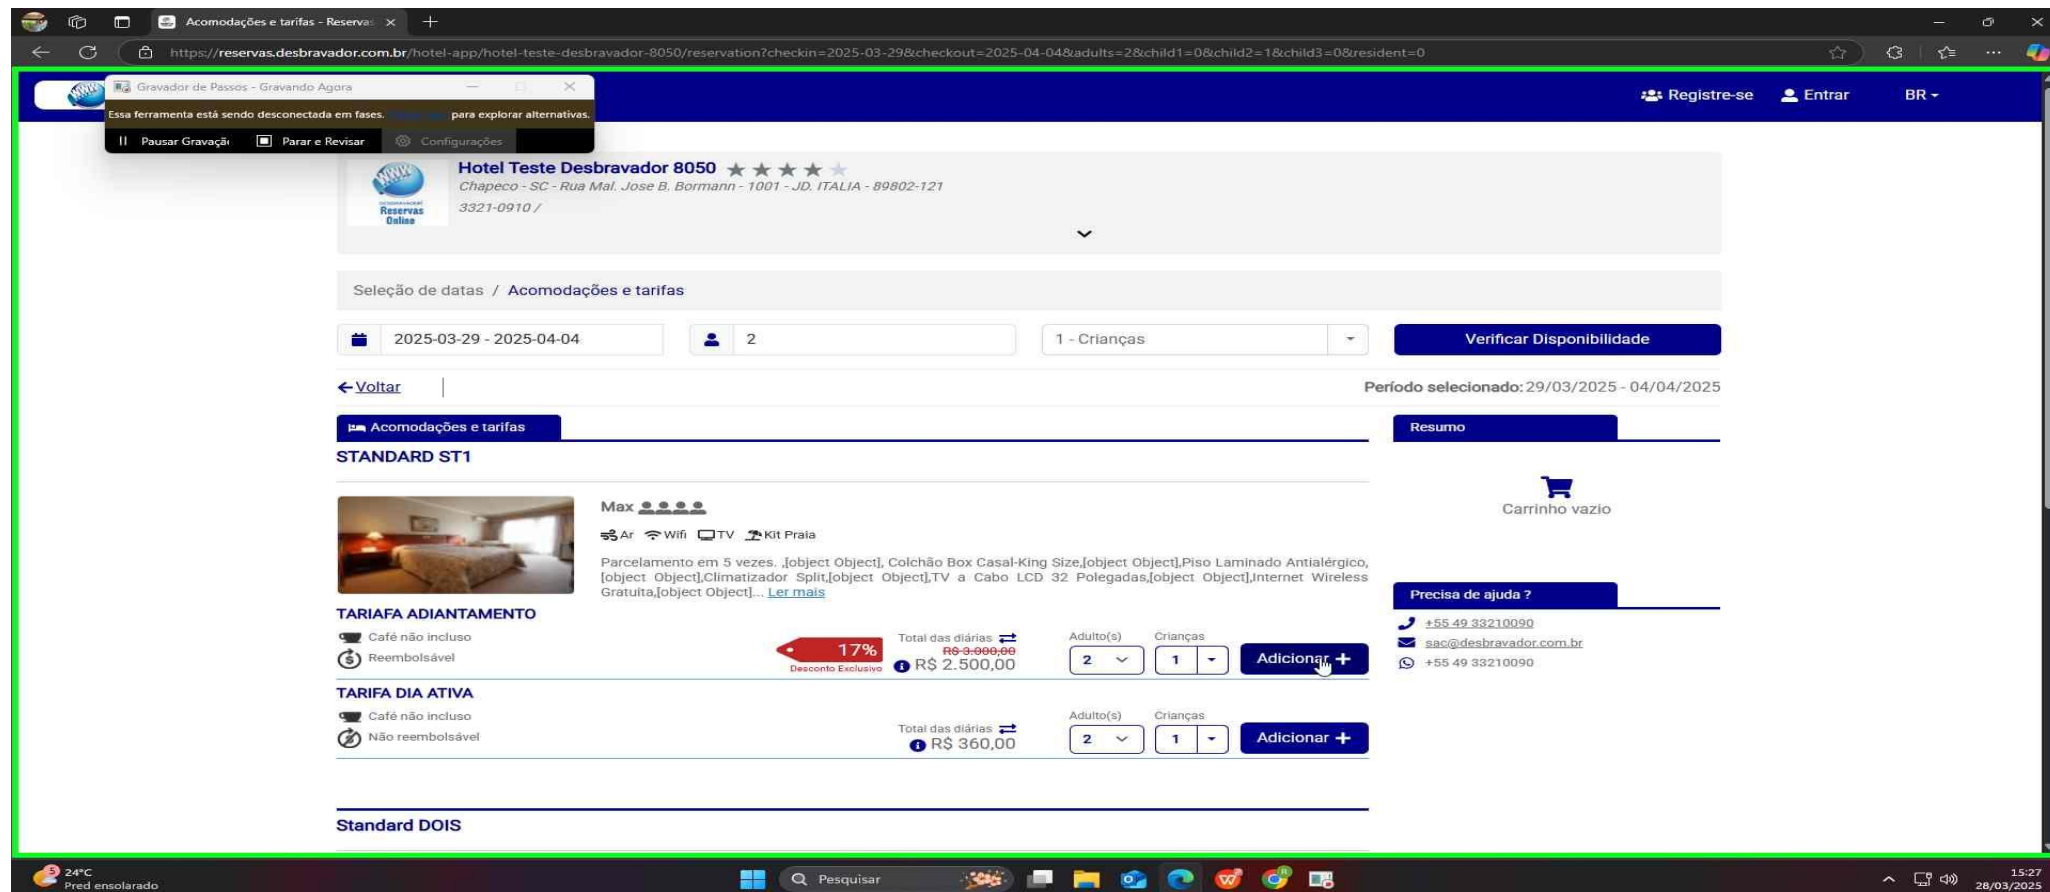 Acomodações e tarifas - Reservas
https://reservas.desbravador.com.br/hotel-app/hotel-teste-desbravador-8050/reservation?checkin=2025-03-29&checkout=2025-04-04&adults=2&child1=0&child2=1&child3=0&resident=0
Gravador de Passos - Gravando Agora
Essa ferramenta está sendo desconectada em fases. para explorar alternativas.
Pausar Gravação Parar e Revisar Configurações
Registre-se Entrar BR
Hotel Teste Desbravador 8050
Chapeco - SC - Rua Mal. Jose B. Bormann - 1001 - JD. ITALIA - 89802-121
3321-0910 /
Reservas
Online
Seleção de datas / Acomodações e tarifas
2025-03-29 - 2025-04-04 2 1 - Crianças Verificar Disponibilidade
Voltar Período selecionado: 29/03/2025 - 04/04/2025
Acomodações e tarifas Resumo
STANDARD ST1
Max
Carrinho vazio
Ar Wifi TV Kit Praia
Parcelamento em 5 vezes. ,[object Object], Colchão Box Casal-King Size,[object Object],Piso Laminado Antialérgico,
[object Object],Climatizador Split,[object Object],TV a Cabo LCD 32 Polegadas,[object Object],Internet Wireless
Gratuita,[object Object]... Ler mais
Precisa de ajuda ?
+55 49 33210090
sac@desbravador.com.br
+55 49 33210090
TARIAFA ADIANTAMENTO
Café não incluso
Reembolsável
17%
Desconto Exclusivo
Total das diárias
R$ 3.000,00
R$ 2.500,00
Adulto(s) Crianças
2 1 Adicionar +
TARIFA DIA ATIVA
Café não incluso
Não reembolsável
Total das diárias
R$ 360,00
Adulto(s) Crianças
2 1 Adicionar +
Standard DOIS
5
24°C
Pred ensolarado
Pesquisar
15:27
28/03/2025